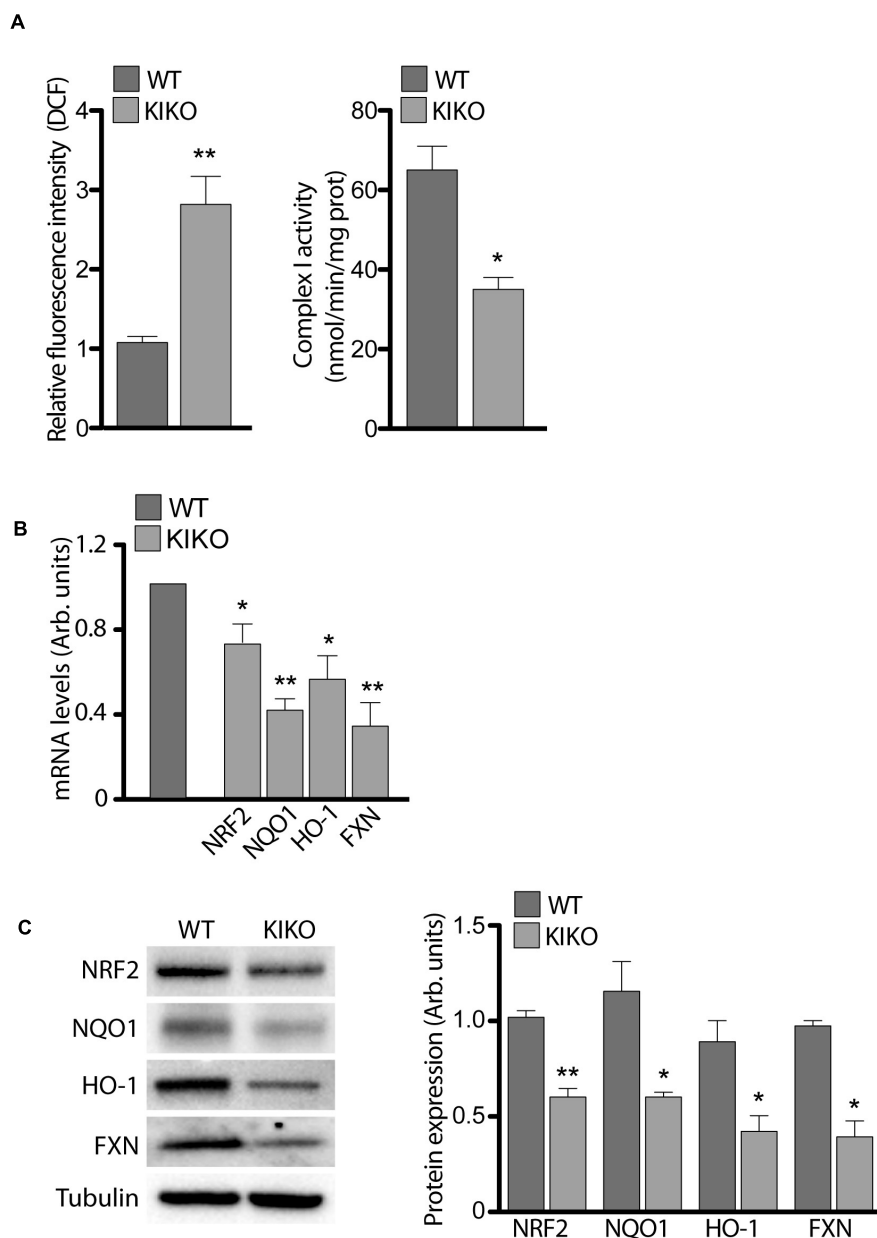 A
WT
KIKO
Relative fluorescence intensity (DCF)
4
3
2
1
0
**
WT
KIKO
Complex I activity
(nmol/min/mg prot)
80
60
40
20
0
*
B
WT
KIKO
mRNA levels (Arb. units)
1.2
0.8
0.4
0
*
**
*
**
NRF2
NQO1
HO-1
FXN
C
WT KIKO
NRF2
NQO1
HO-1
FXN
Tubulin
WT
KIKO
Protein expression (Arb. units)
1.5
1.0
0.5
0
**
*
*
*
NRF2 NQO1 HO-1 FXN